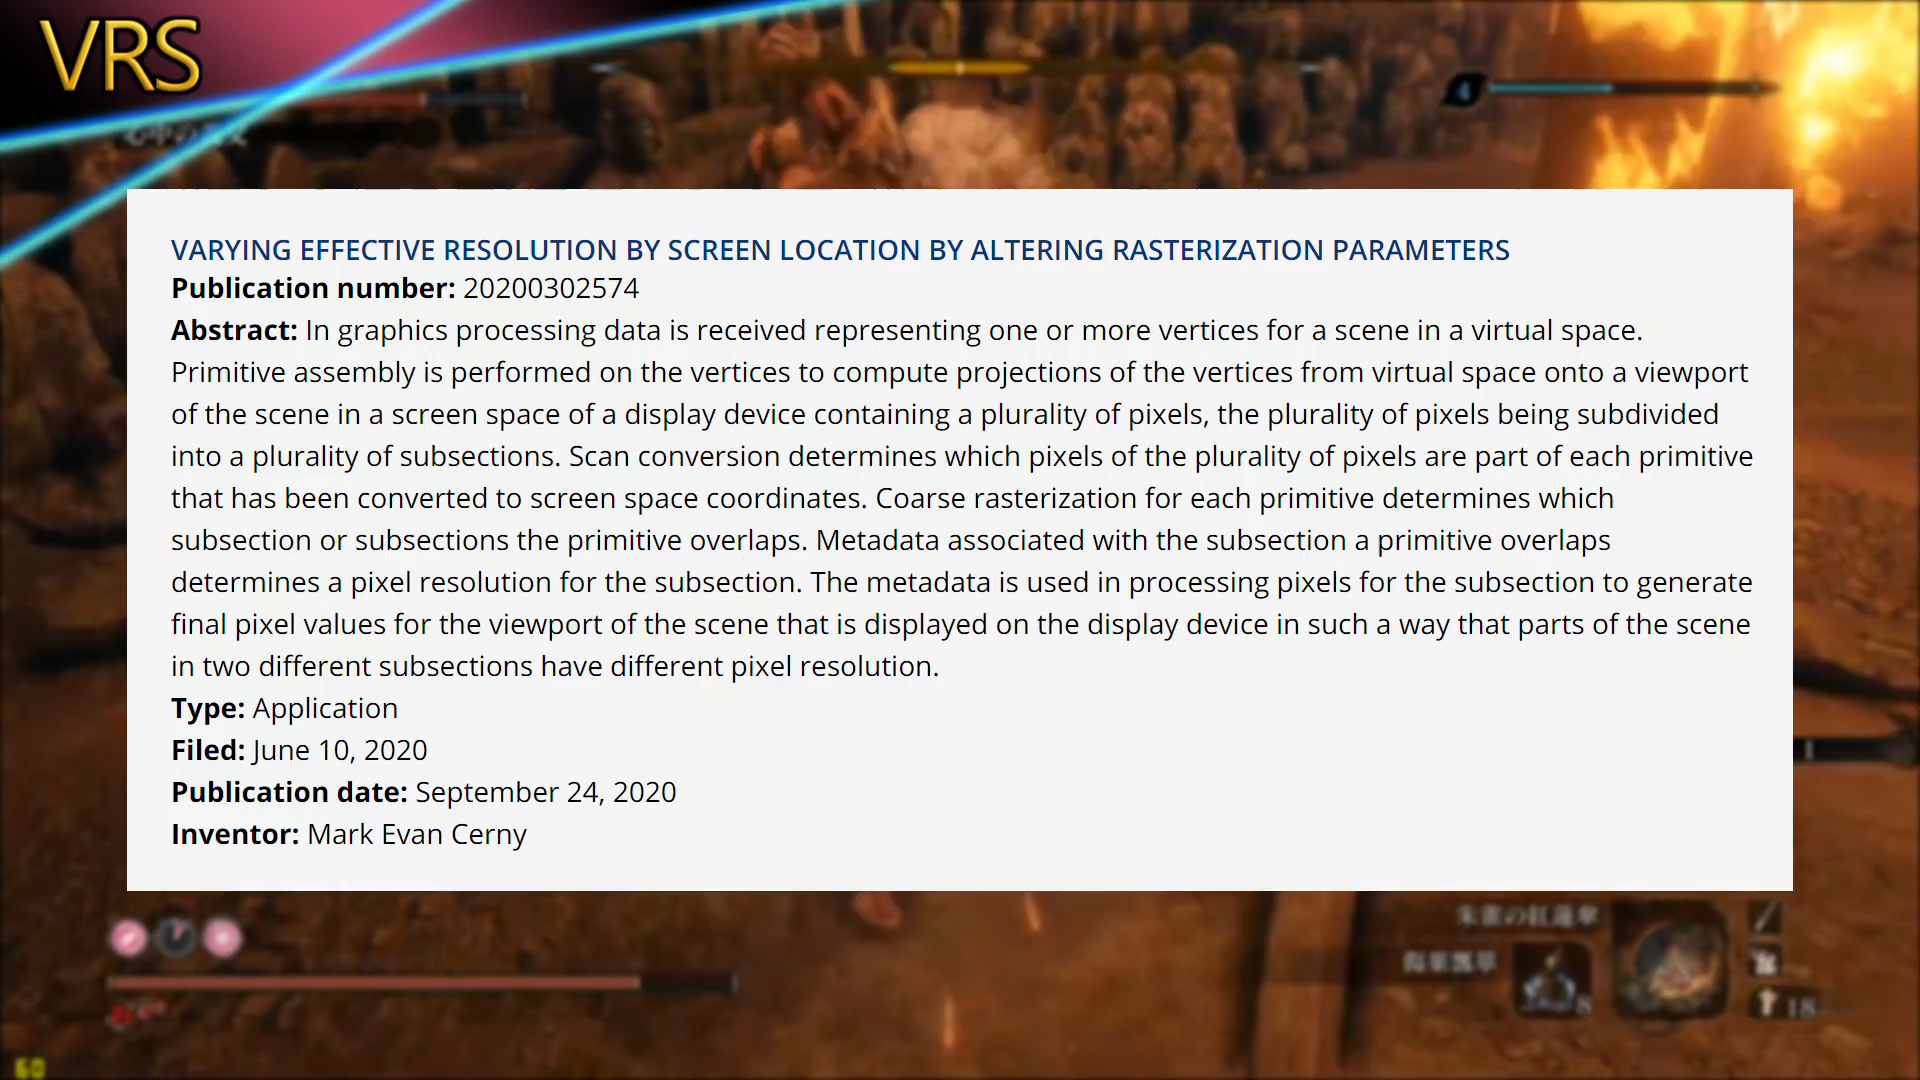 VRS
4
VARYING EFFECTIVE RESOLUTION BY SCREEN LOCATION BY ALTERING RASTERIZATION PARAMETERS
Publication number: 20200302574
Abstract: In graphics processing data is received representing one or more vertices for a scene in a virtual space.
Primitive assembly is performed on the vertices to compute projections of the vertices from virtual space onto a viewport
of the scene in a screen space of a display device containing a plurality of pixels, the plurality of pixels being subdivided
into a plurality of subsections. Scan conversion determines which pixels of the plurality of pixels are part of each primitive
that has been converted to screen space coordinates. Coarse rasterization for each primitive determines which
subsection or subsections the primitive overlaps. Metadata associated with the subsection a primitive overlaps
determines a pixel resolution for the subsection. The metadata is used in processing pixels for the subsection to generate
final pixel values for the viewport of the scene that is displayed on the display device in such a way that parts of the scene
in two different subsections have different pixel resolution.
Type: Application
Filed: June 10, 2020
Publication date: September 24, 2020
Inventor: Mark Evan Cerny
8
18
60